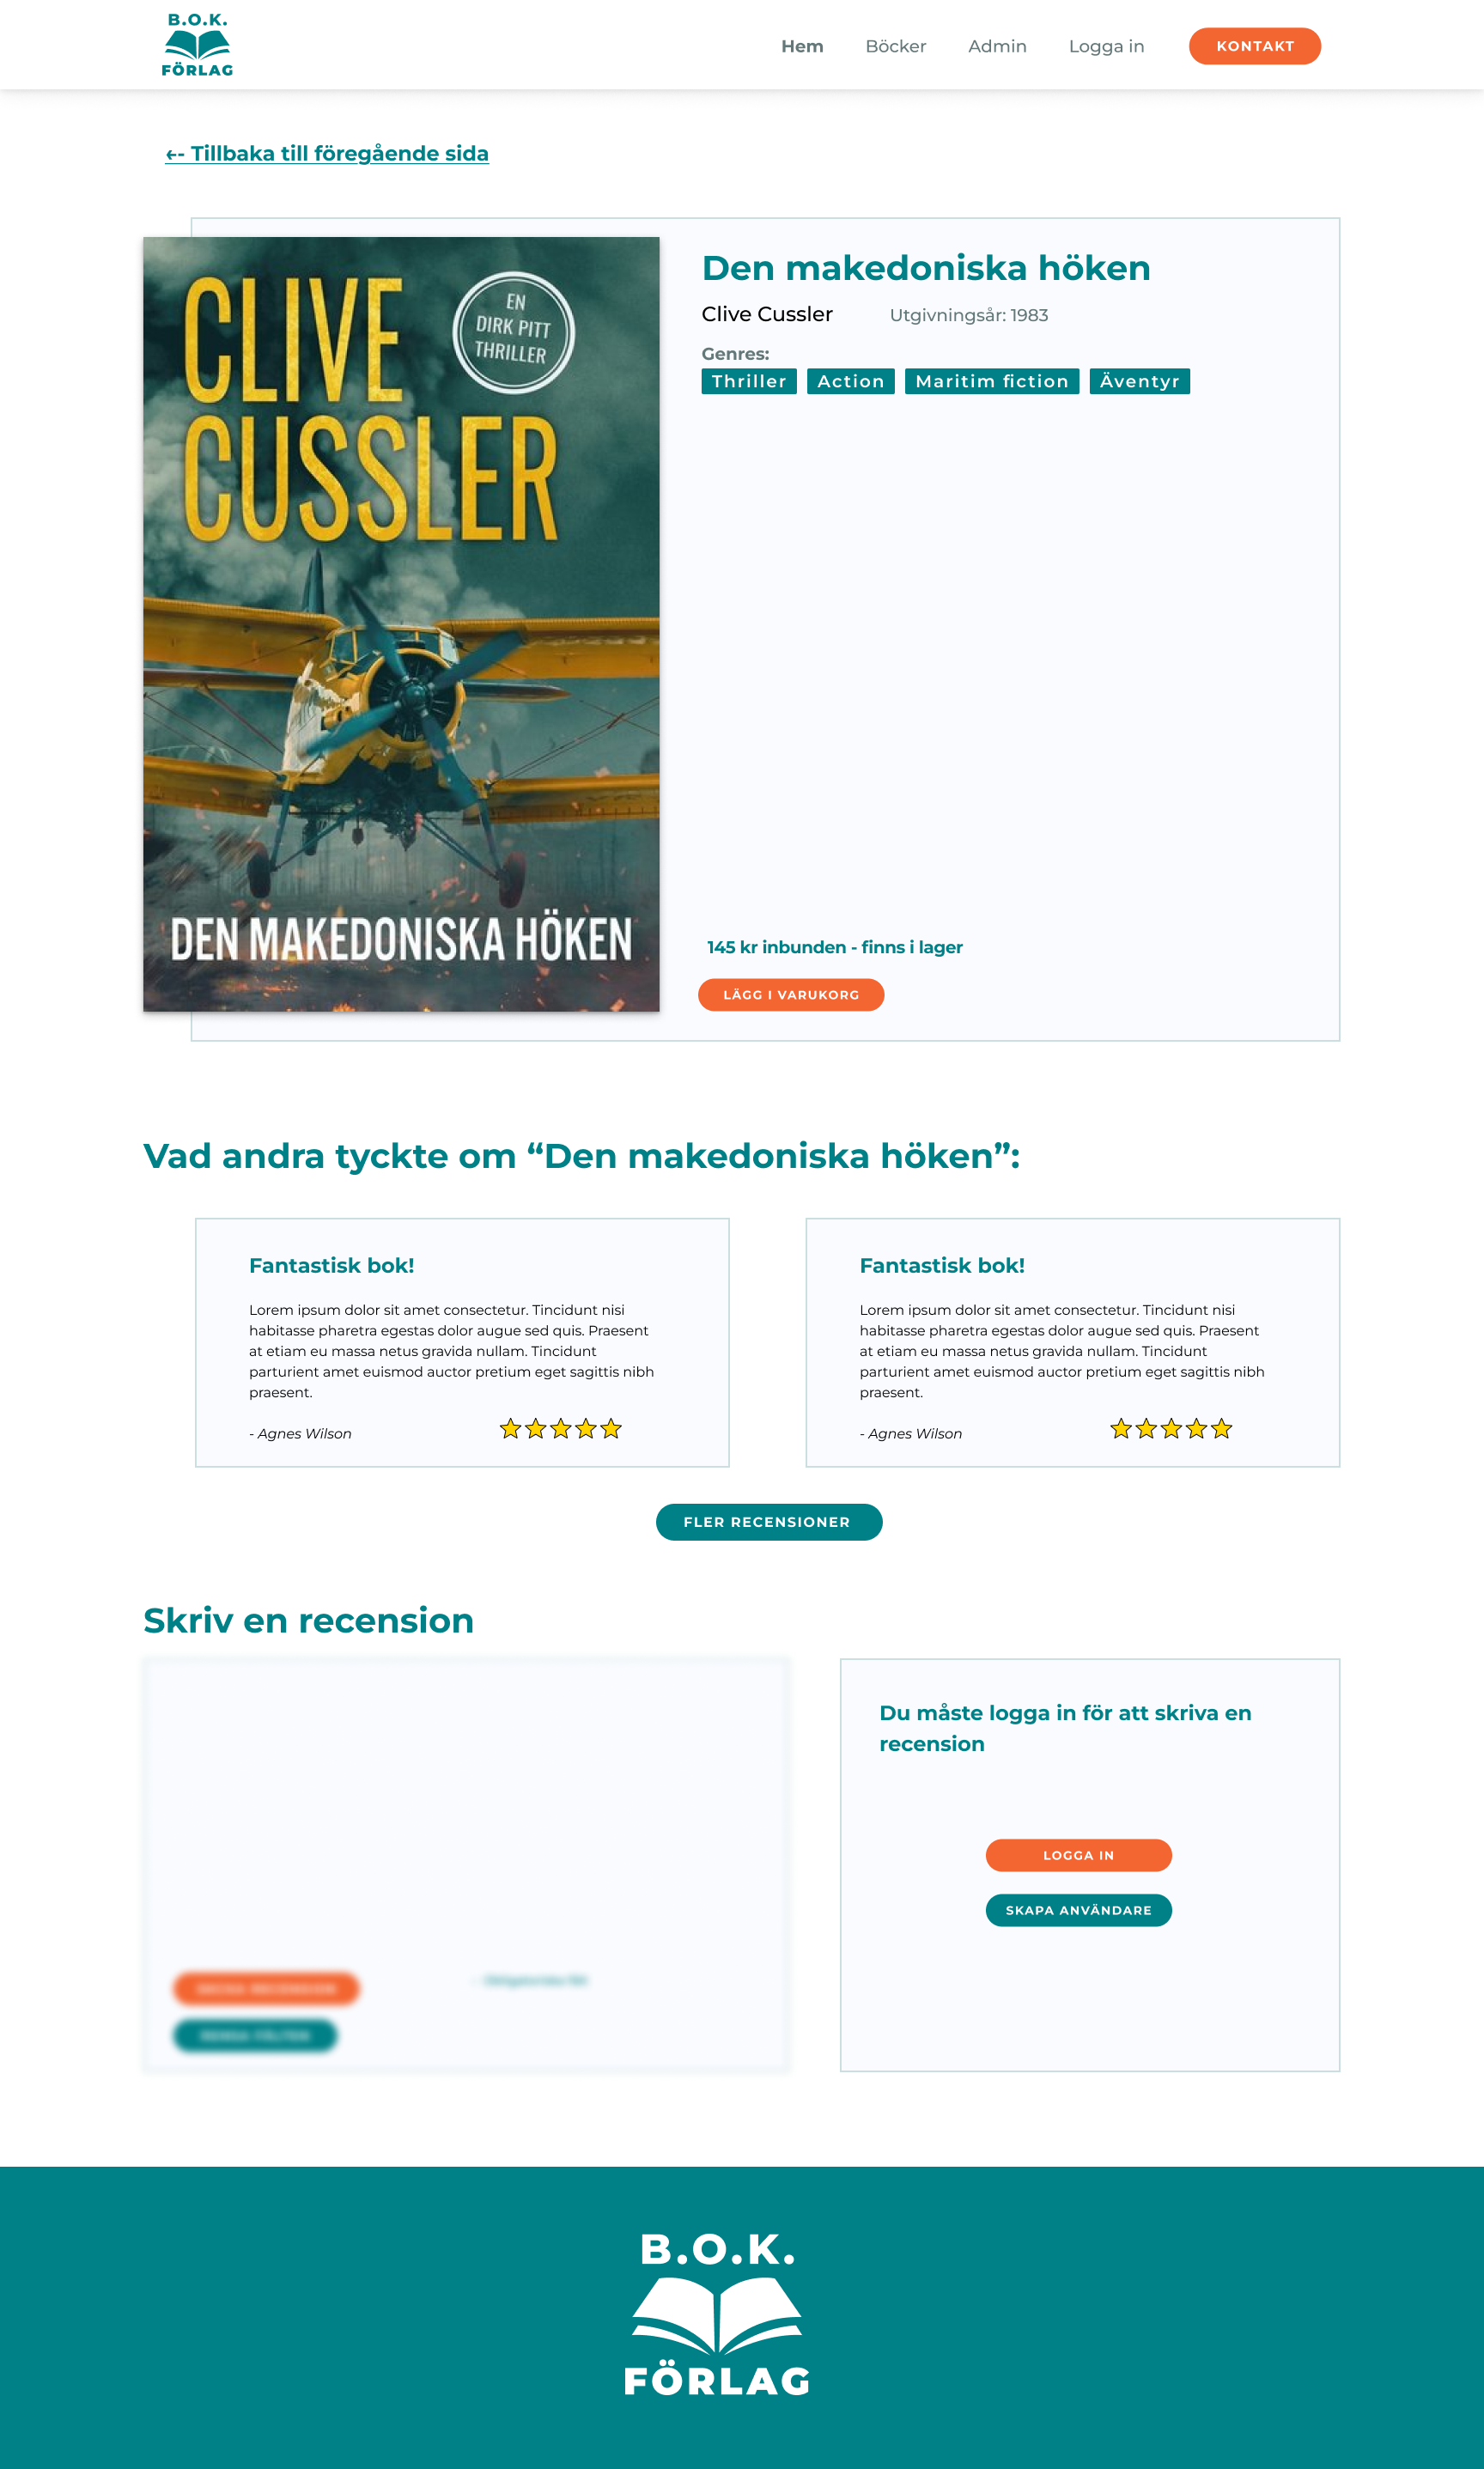 B.O.K.
FÖRLAG
Hem Böcker Admin Logga in KONTAKT
←- Tillbaka till föregående sida
CLIVE
CUSSLER
EN
DIRK PITT
THRILLER
DEN MAKEDONISKA HÖKEN
Den makedoniska höken
Clive Cussler Utgivningsår: 1983
Genres:
Thriller Action Maritim fiction Äventyr
145 kr inbunden - finns i lager
LÄGG I VARUKORG
Vad andra tyckte om “Den makedoniska höken”:
Fantastisk bok!
Lorem ipsum dolor sit amet consectetur. Tincidunt nisi
habitasse pharetra egestas dolor augue sed quis. Praesent
at etiam eu massa netus gravida nullam. Tincidunt
parturient amet euismod auctor pretium eget sagittis nibh
praesent.
- Agnes Wilson
Fantastisk bok!
Lorem ipsum dolor sit amet consectetur. Tincidunt nisi
habitasse pharetra egestas dolor augue sed quis. Praesent
at etiam eu massa netus gravida nullam. Tincidunt
parturient amet euismod auctor pretium eget sagittis nibh
praesent.
- Agnes Wilson
FLER RECENSIONER
Skriv en recension
Du måste logga in för att skriva en
recension
LOGGA IN
SKAPA ANVÄNDARE
B.O.K.
FÖRLAG